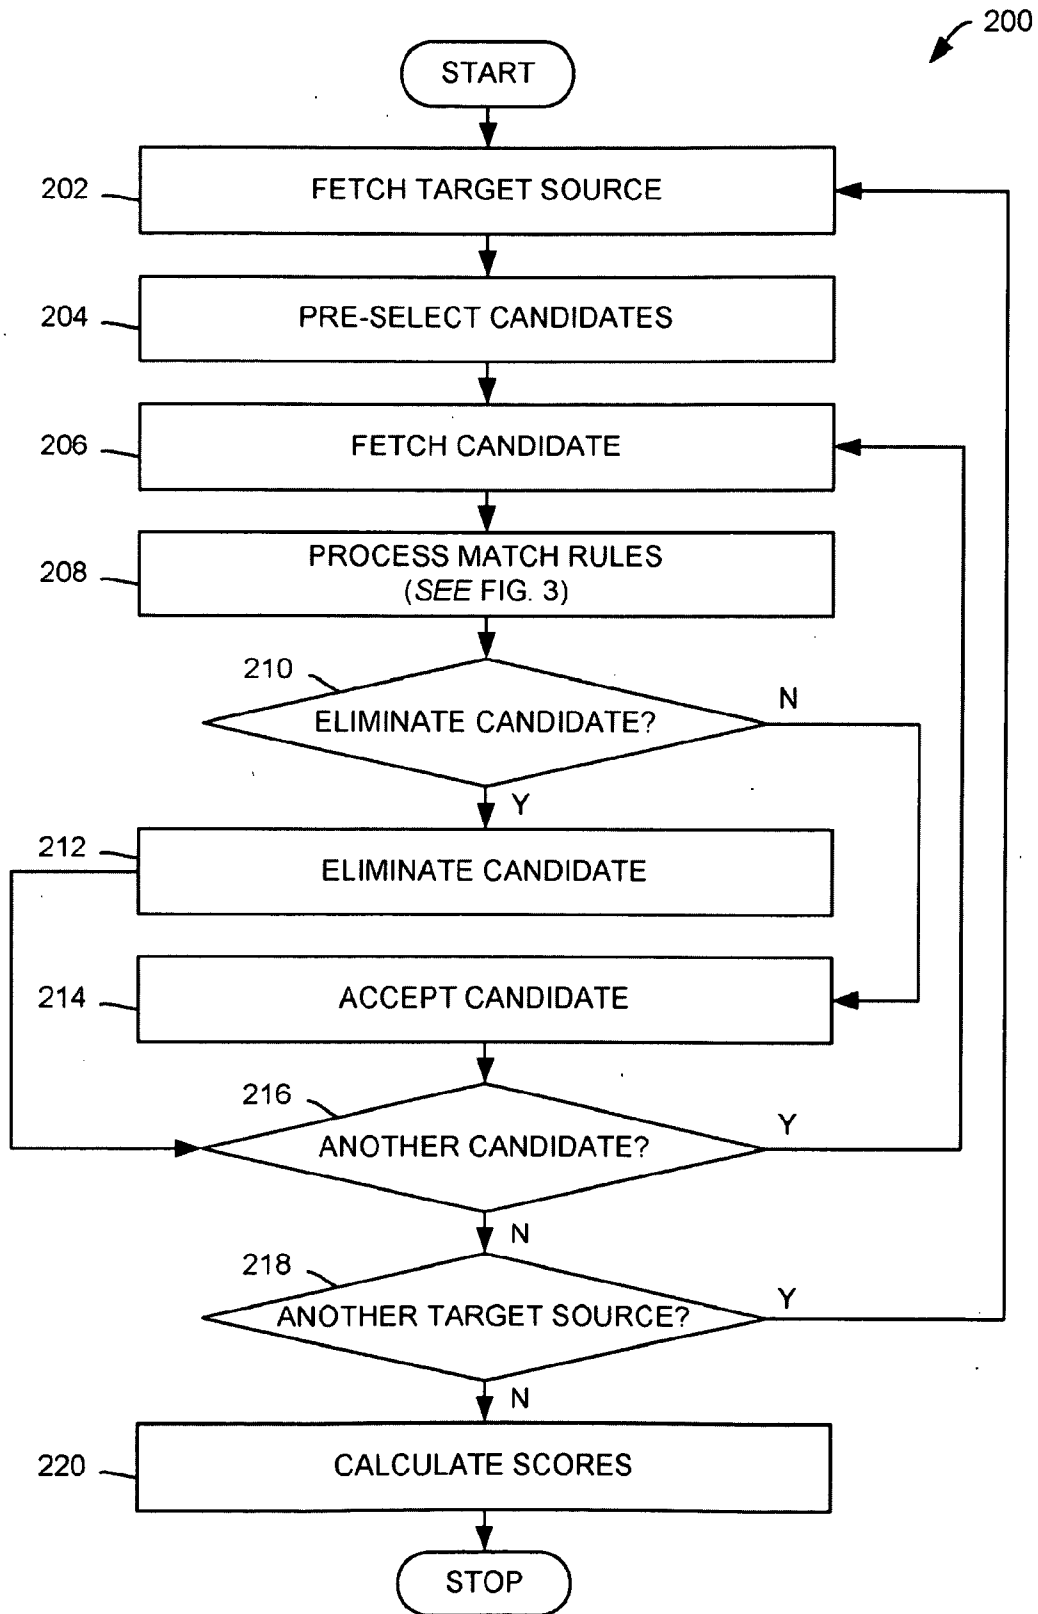 200
START
202
FETCH TARGET SOURCE
204
PRE-SELECT CANDIDATES
206
FETCH CANDIDATE
208
PROCESS MATCH RULES
(SEE FIG. 3)
210
ELIMINATE CANDIDATE?
N
Y
212
ELIMINATE CANDIDATE
214
ACCEPT CANDIDATE
216
ANOTHER CANDIDATE?
Y
N
218
ANOTHER TARGET SOURCE?
Y
N
220
CALCULATE SCORES
STOP